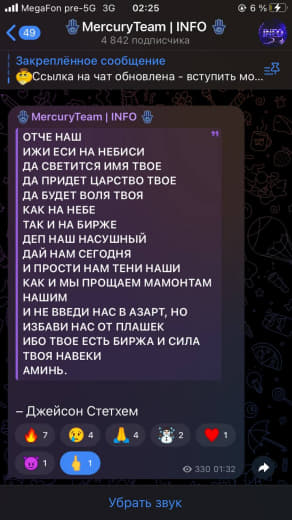 MegaFon pre-5G 3G 02:25 6 %
49
MercuryTeam | INFO
4 842 подписчика
INFO
Закреплённое сообщение
Ссылка на чат обновлена - вступить мо...
MercuryTeam | INFO
ОТЧЕ НАШ
ИЖИ ЕСИ НА НЕБИСИ
ДА СВЕТИТСЯ ИМЯ ТВОЕ
ДА ПРИДЕТ ЦАРСТВО ТВОЕ
ДА БУДЕТ ВОЛЯ ТВОЯ
КАК НА НЕБЕ
ТАК И НА БИРЖЕ
ДЕП НАШ НАСУШНЫЙ
ДАЙ НАМ СЕГОДНЯ
И ПРОСТИ НАМ ТЕНИ НАШИ
КАК И МЫ ПРОЩАЕМ МАМОНТАМ
НАШИМ
И НЕ ВВЕДИ НАС В АЗАРТ, НО
ИЗБАВИ НАС ОТ ПЛАШЕК
ИБО ТВОЕ ЕСТЬ БИРЖА И СИЛА
ТВОЯ НАВЕКИ
АМИНЬ.
– Джейсон Стетхем
7 4 4 2 1
1 330 01:32
Убрать звук